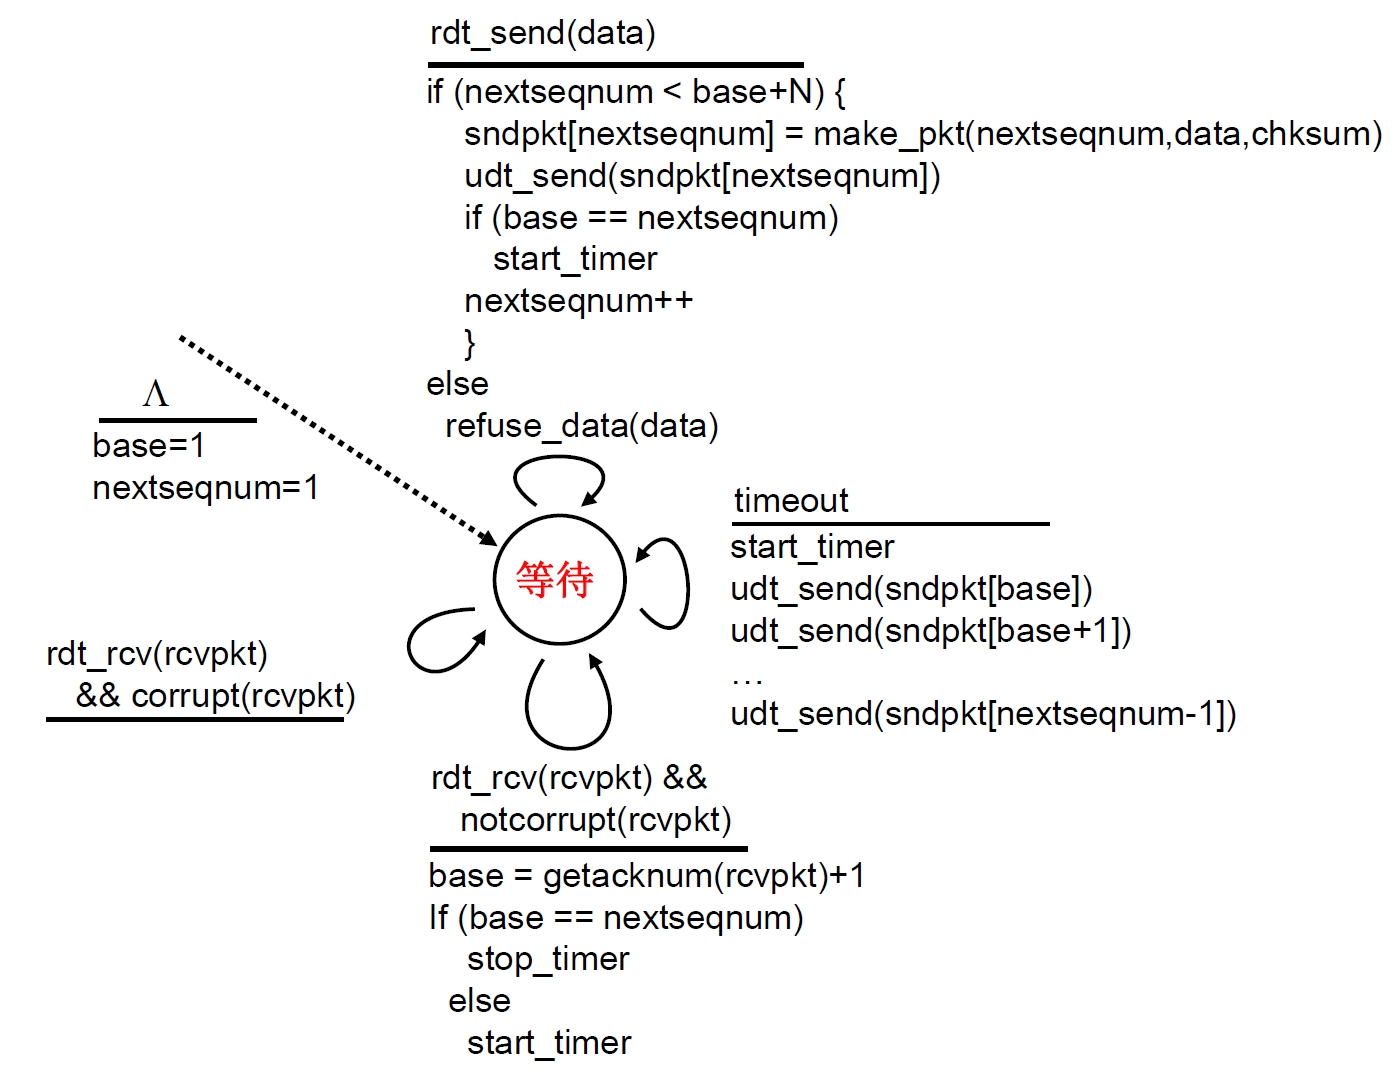 rdt_send(data)
if (nextseqnum < base+N) {
sndpkt[nextseqnum] = make_pkt(nextseqnum,data,chksum)
udt_send(sndpkt[nextseqnum])
if (base == nextseqnum)
start_timer
nextseqnum++
}
else
refuse_data(data)
Λ
base=1
nextseqnum=1
等待
timeout
start_timer
udt_send(sndpkt[base])
udt_send(sndpkt[base+1])
…
udt_send(sndpkt[nextseqnum-1])
rdt_rcv(rcvpkt)
&& corrupt(rcvpkt)
rdt_rcv(rcvpkt) &&
notcorrupt(rcvpkt)
base = getacknum(rcvpkt)+1
If (base == nextseqnum)
stop_timer
else
start_timer